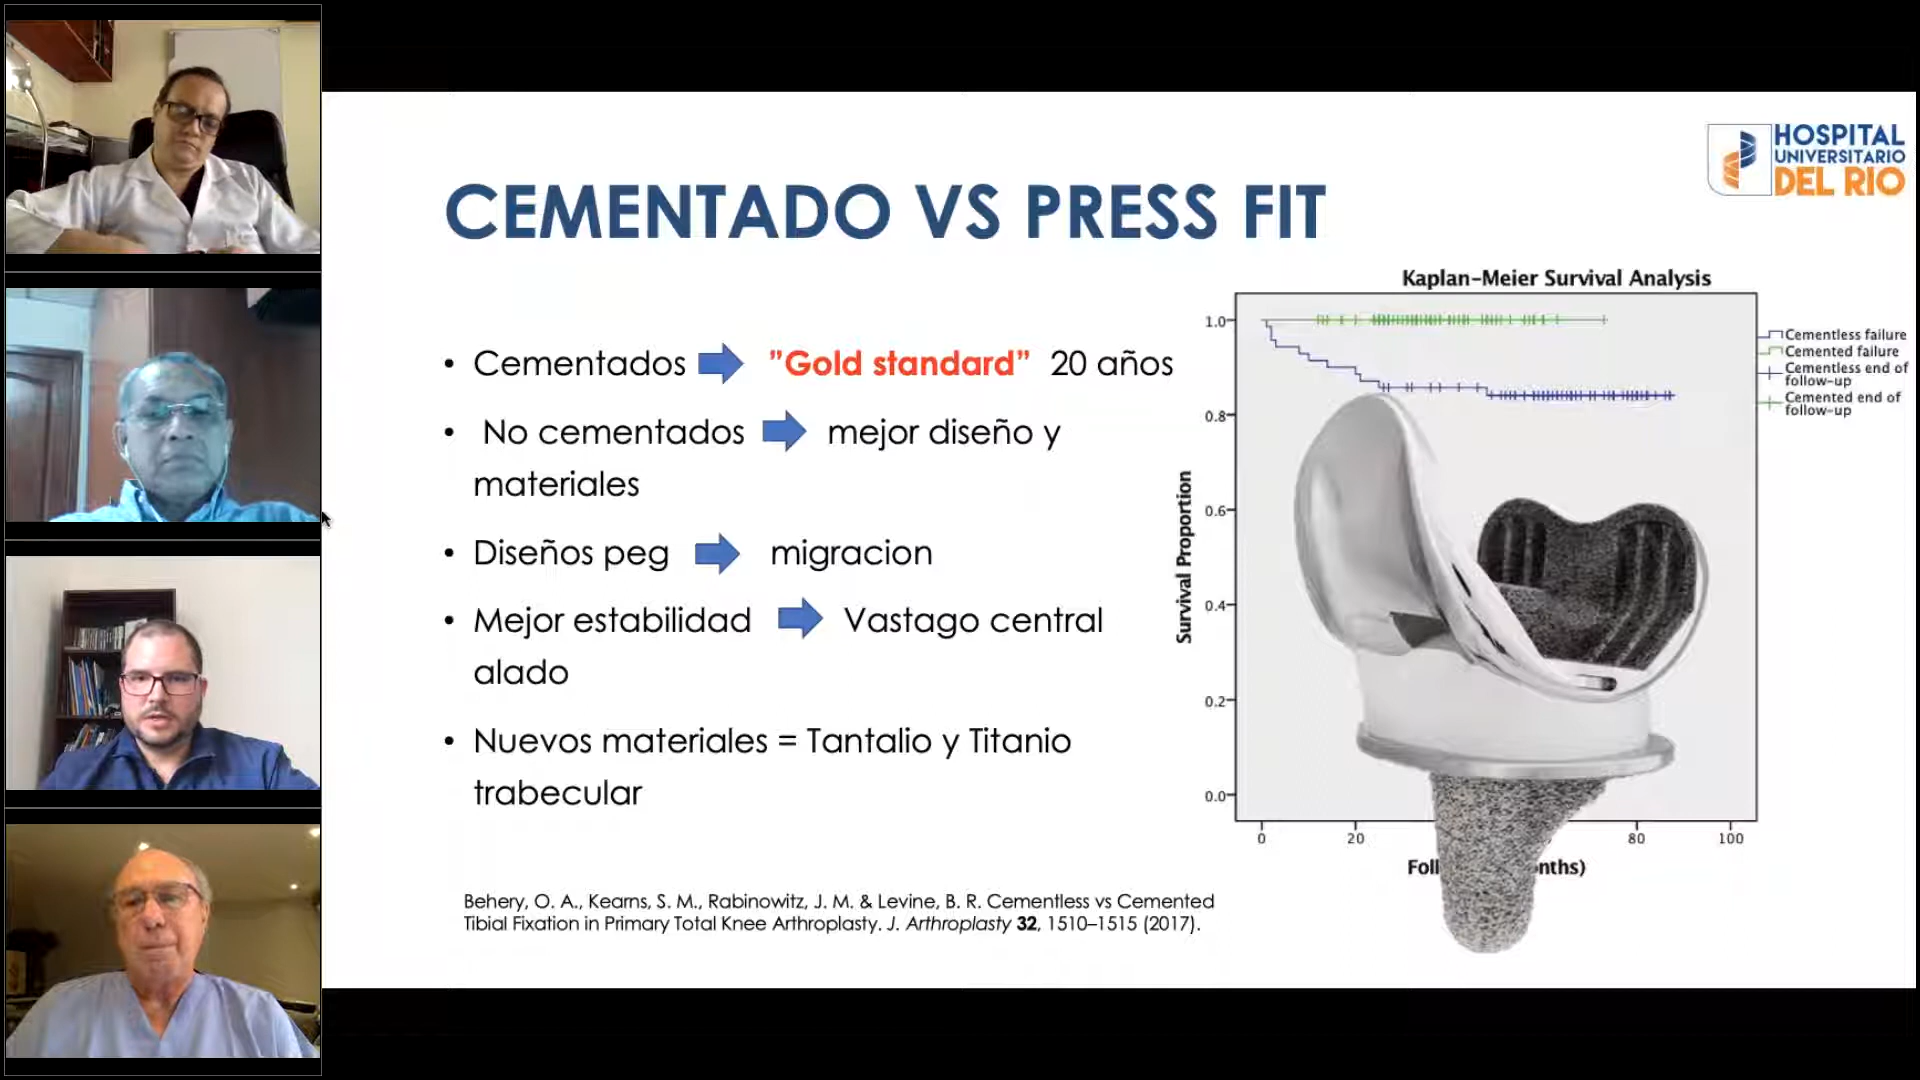 HOSPITAL
UNIVERSITARIO
DEL RIO
CEMENTADO VS PRESS FIT
• Cementados ”Gold standard” 20 años
• No cementados mejor diseño y
materiales
• Diseños peg migracion
• Mejor estabilidad Vastago central
alado
• Nuevos materiales = Tantalio y Titanio
trabecular
Behery, O. A., Kearns, S. M., Rabinowitz, J. M. & Levine, B. R. Cementless vs Cemented
Tibial Fixation in Primary Total Knee Arthroplasty. J. Arthroplasty 32, 1510–1515 (2017).
Kaplan-Meier Survival Analysis
Cementless failure
Cemented failure
Cementless end of
follow-up
Cemented end of
follow-up
Survival Proportion
1.0
0.8
0.6
0.4
0.2
0.0
0 20 80 100